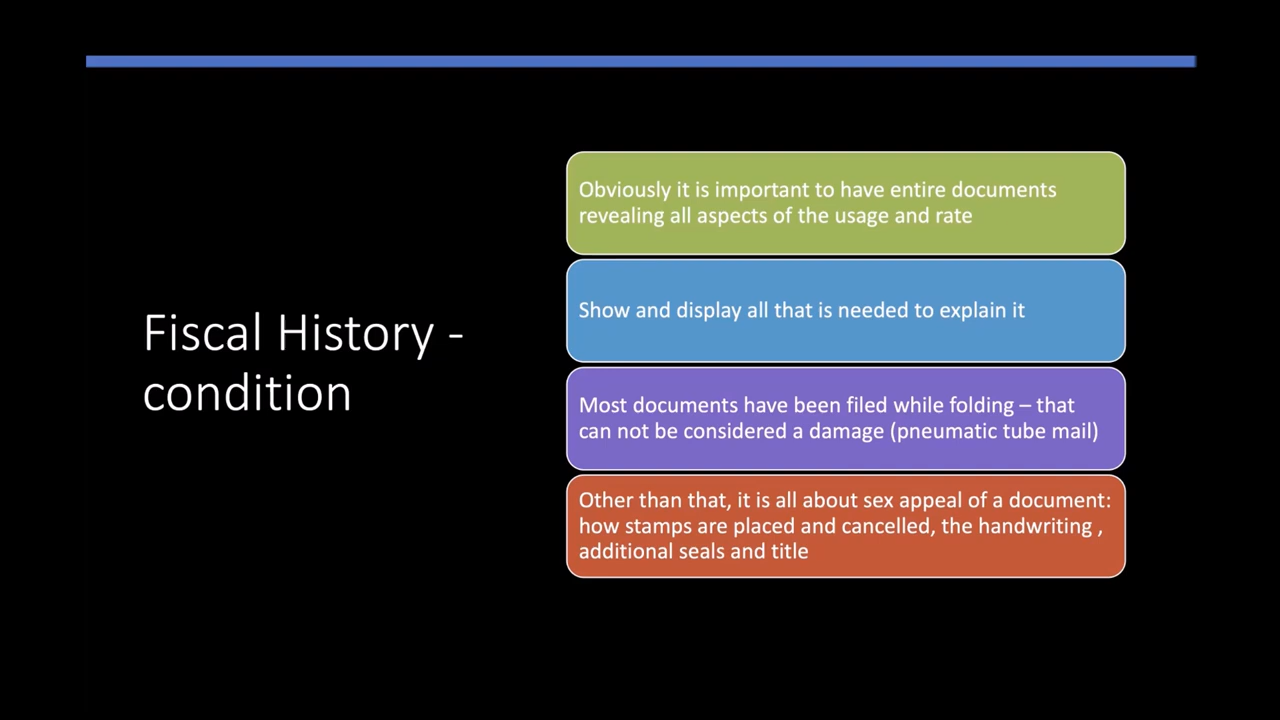 Fiscal History -
condition
Obviously it is important to have entire documents
revealing all aspects of the usage and rate
Show and display all that is needed to explain it
Most documents have been filed while folding – that
can not be considered a damage (pneumatic tube mail)
Other than that, it is all about sex appeal of a document:
how stamps are placed and cancelled, the handwriting ,
additional seals and title